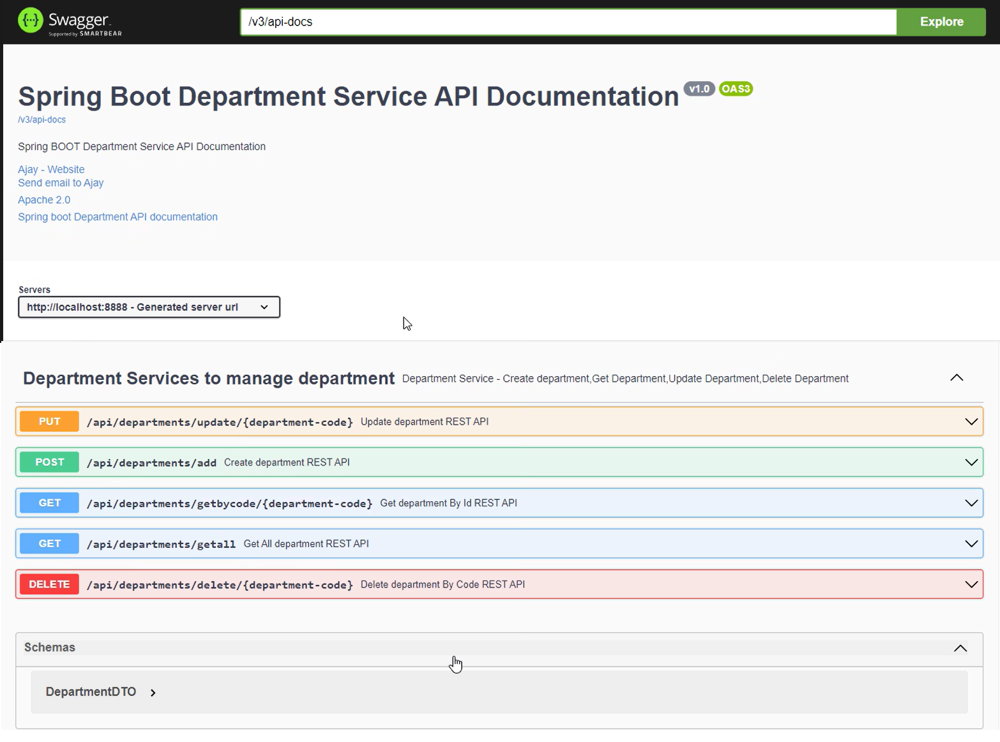 Swagger
Supported by SMARTBEAR
/v3/api-docs
Explore
Spring Boot Department Service API Documentation v1.0 OAS3
/v3/api-docs
Spring BOOT Department Service API Documentation
Ajay - Website
Send email to Ajay
Apache 2.0
Spring boot Department API documentation
Servers
http://localhost:8888 - Generated server url
Department Services to manage department Department Service - Create department,Get Department,Update Department,Delete Department
PUT /api/departments/update/{department-code} Update department REST API
POST /api/departments/add Create department REST API
GET /api/departments/getbycode/{department-code} Get department By Id REST API
GET /api/departments/getall Get All department REST API
DELETE /api/departments/delete/{department-code} Delete department By Code REST API
Schemas
DepartmentDTO